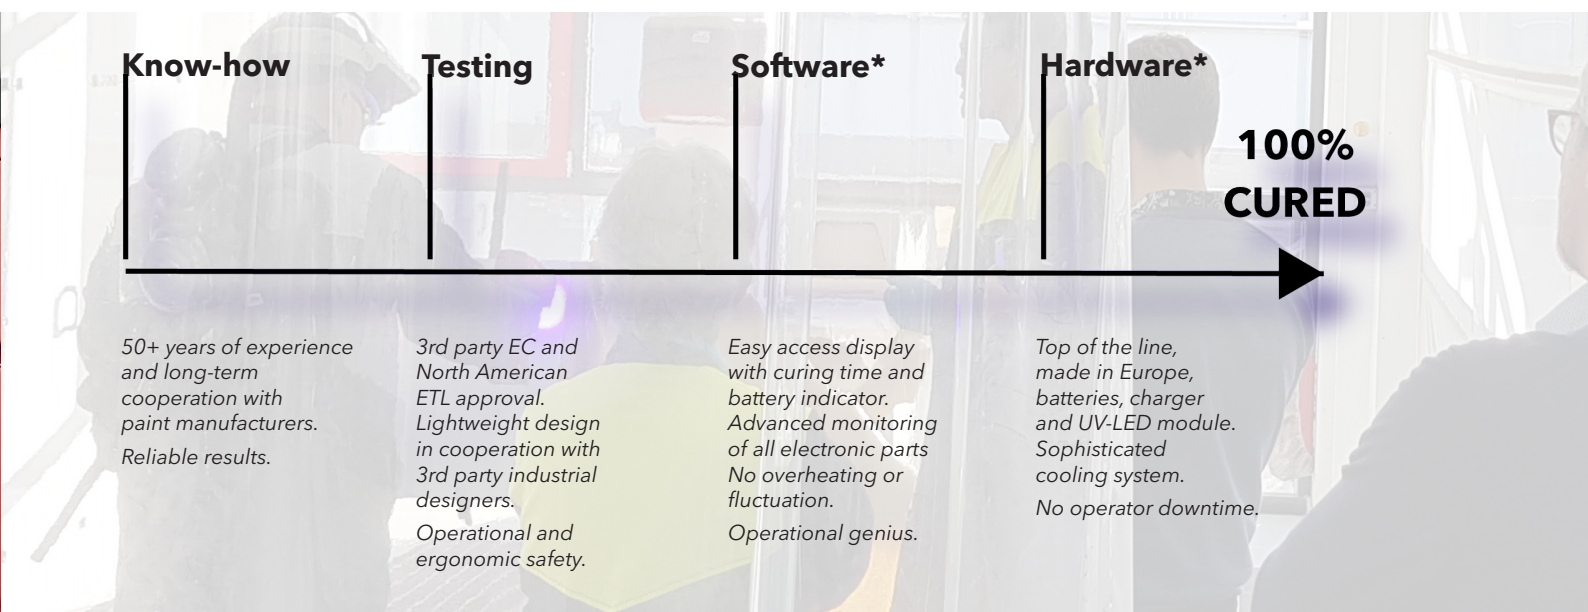 Know-how
Testing
Software*
Hardware*
100%
CURED
50+ years of experience
and long-term
cooperation with
paint manufacturers.
Reliable results.
3rd party EC and
North American
ETL approval.
Lightweight design
in cooperation with
3rd party industrial
designers.
Operational and
ergonomic safety.
Easy access display
with curing time and
battery indicator.
Advanced monitoring
of all electronic parts
No overheating or
fluctuation.
Operational genius.
Top of the line,
made in Europe,
batteries, charger
and UV-LED module.
Sophisticated
cooling system.
No operator downtime.